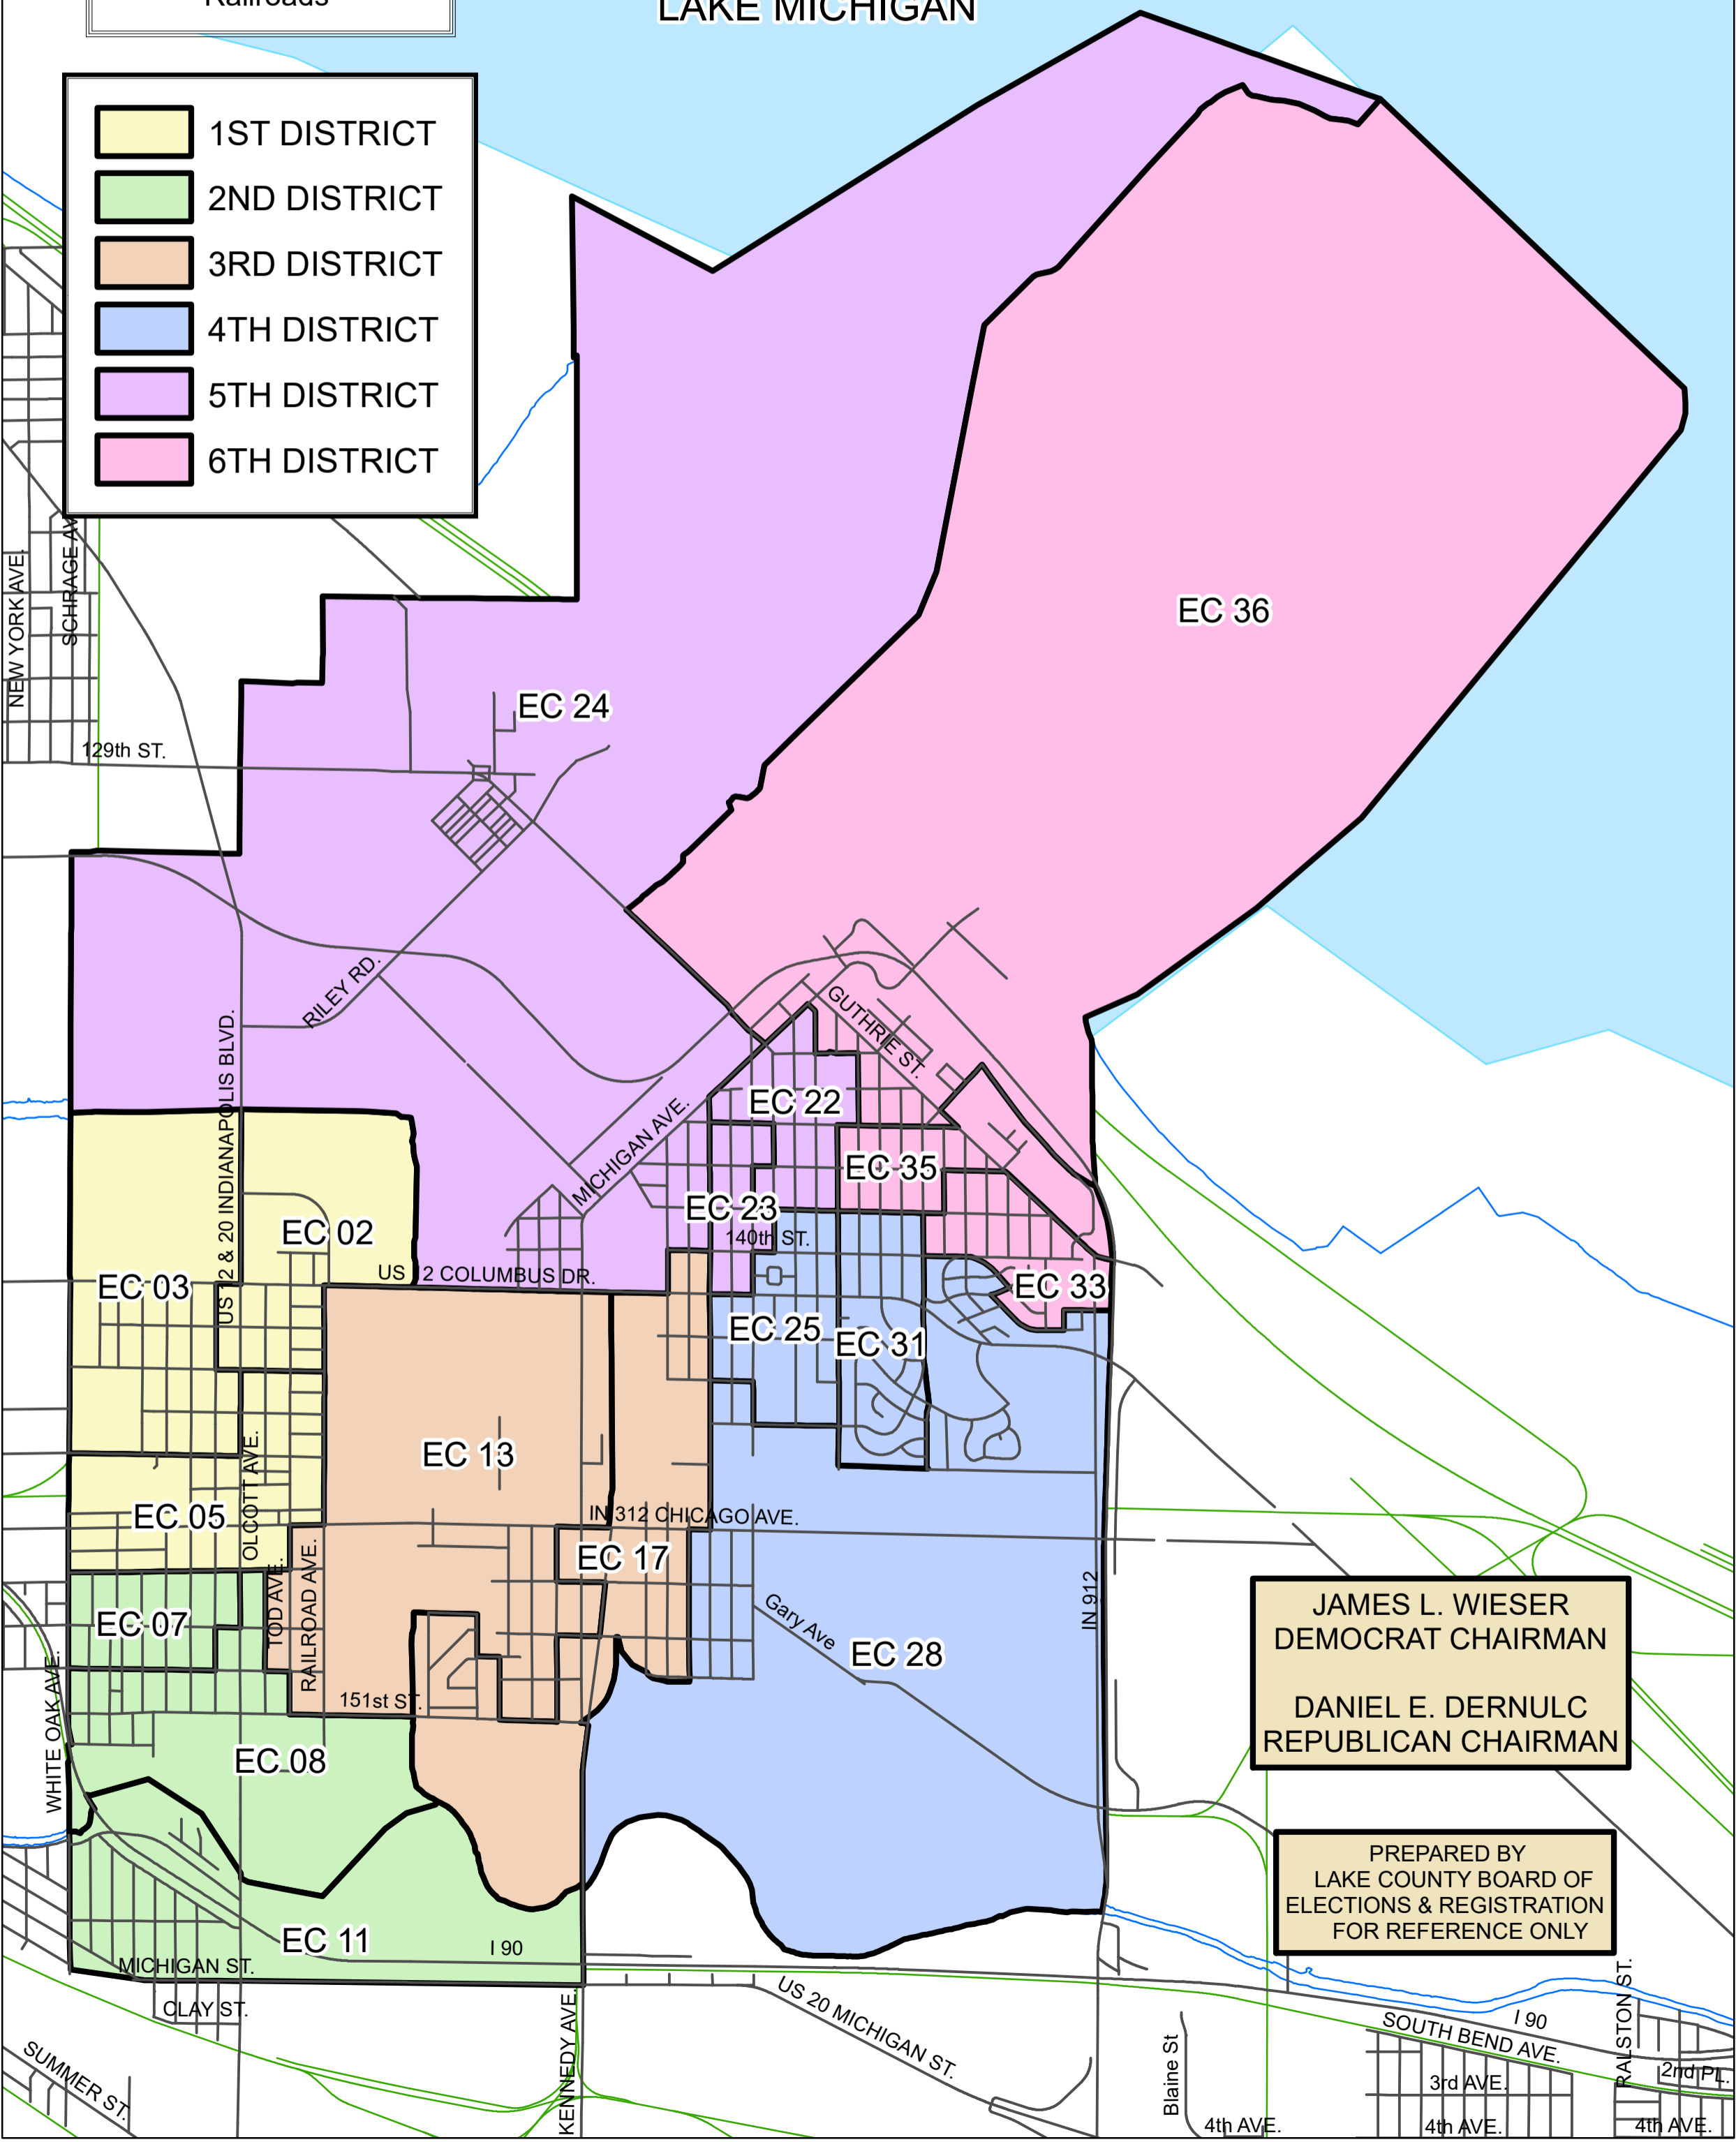 Railroads
LAKE MICHIGAN
1ST DISTRICT
2ND DISTRICT
3RD DISTRICT
4TH DISTRICT
5TH DISTRICT
6TH DISTRICT
NEW YORK AVE.
SCHRAGE AV
EC 36
EC 24
129th ST.
RILEY RD.
GUTHRIE ST.
US 12 & 20 INDIANAPOLIS BLVD.
MICHIGAN AVE.
EC 22
EC 35
EC 23
140th ST.
EC 02
EC 03
US 12 COLUMBUS DR.
EC 33
EC 25
EC 31
EC 13
OLCOTT AVE.
EC 05
IN 312 CHICAGO AVE.
EC 17
EC 07
TOD AVE.
RAILROAD AVE.
Gary Ave
IN 912
EC 28
WHITE OAK AVE.
151st ST.
EC 08
JAMES L. WIESER
DEMOCRAT CHAIRMAN
DANIEL E. DERNULC
REPUBLICAN CHAIRMAN
PREPARED BY
LAKE COUNTY BOARD OF
ELECTIONS & REGISTRATION
FOR REFERENCE ONLY
EC 11
I 90
MICHIGAN ST.
CLAY ST.
SUMMER ST.
KENNEDY AVE.
US 20 MICHIGAN ST.
Blaine St
I 90
SOUTH BEND AVE.
RALSTON ST.
2nd PL.
3rd AVE.
4th AVE.
4th AVE.
4th AVE.